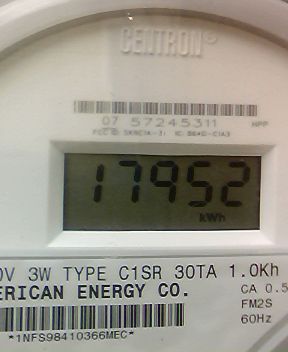 CENTRON®
07 57245311 HPP
17952
kWh
0V 3W TYPE C1SR 30TA 1.0Kh
ERICAN ENERGY CO. CA 0.5
FM2S
60Hz
*1NFS98410366MEC*